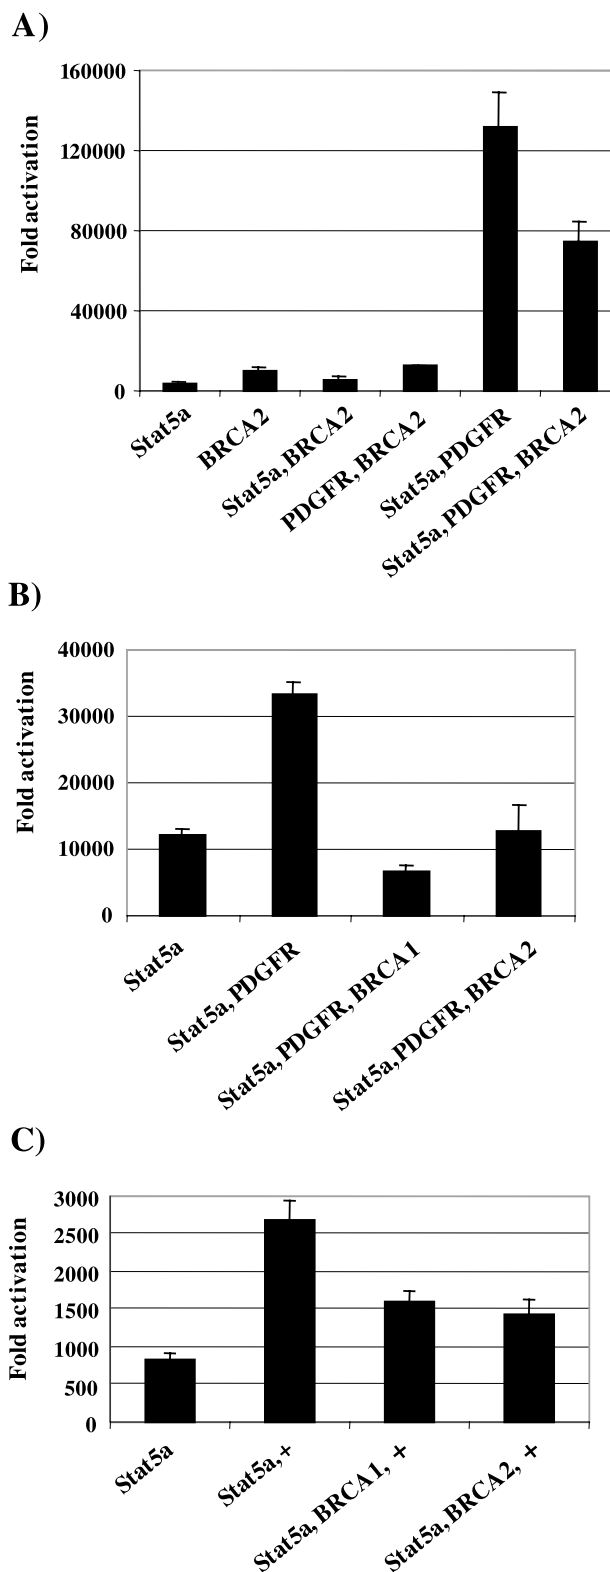 A)
Fold activation
160000
120000
80000
40000
0
Stat5a
BRCA2
Stat5a, BRCA2
PDGFR, BRCA2
Stat5a, PDGFR
Stat5a, PDGFR, BRCA2
B)
Fold activation
40000
30000
20000
10000
0
Stat5a
Stat5a, PDGFR
Stat5a, PDGFR, BRCA1
Stat5a, PDGFR, BRCA2
C)
Fold activation
3000
2500
2000
1500
1000
500
0
Stat5a
Stat5a, +
Stat5a, BRCA1, +
Stat5a, BRCA2, +